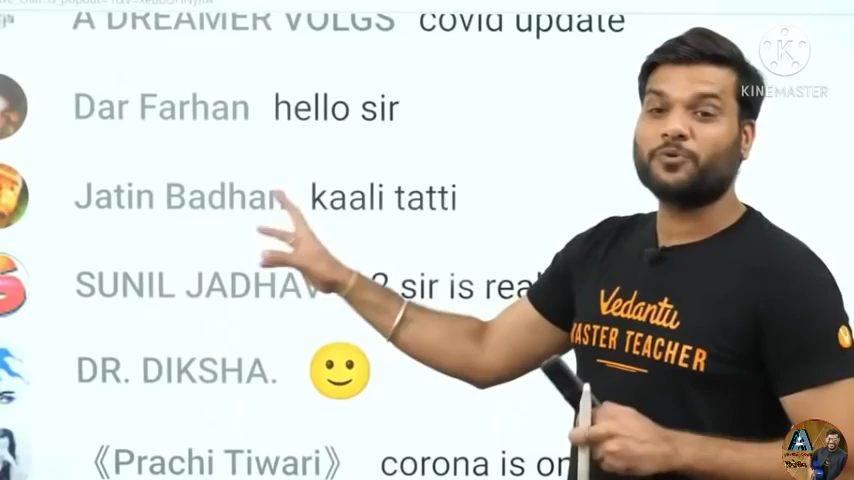 A DREAMER VOLGS covid update
KINEMASTER
Dar Farhan hello sir
Jatin Badhan kaali tatti
SUNIL JADHAV 2 sir is
DR. DIKSHA. 🙂
《Prachi Tiwari》 corona is
Vedantu
MASTER TEACHER